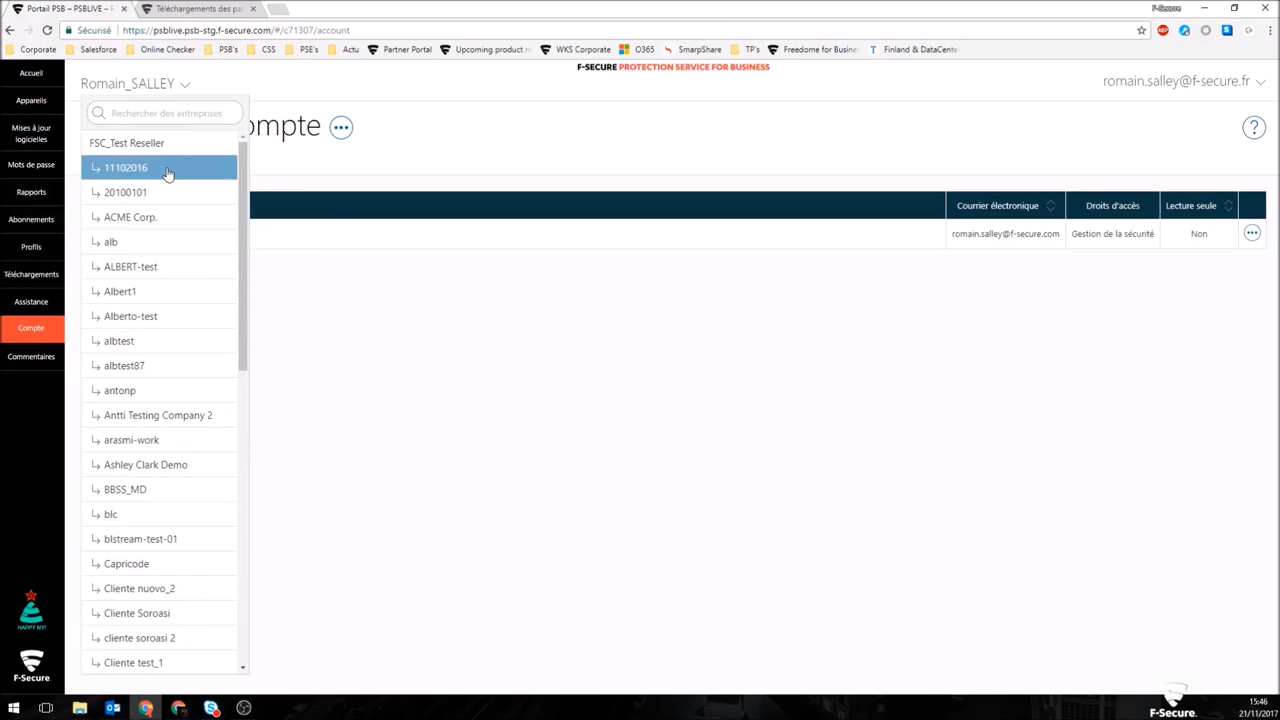 Portail PSB – PSBLIVE. ×
Téléchargements des pa ×
F-Secure
Sécurisé | https://psblive.psb-stg.f-secure.com/#/c71307/account
Corporate
Salesforce
Online Checker
PSB's
CSS
PSE's
Actu
Partner Portal
Upcoming product n
WKS Corporate
O365
SmarpShare
TP's
Freedome for Busine
Finland & DataCente
F-SECURE PROTECTION SERVICE FOR BUSINESS
Accueil
Appareils
Mises à jour
logicielles
Mots de passe
Rapports
Abonnements
Profils
Téléchargements
Assistance
Compte
Commentaires
HAPPY NY!
F-Secure.
Romain_SALLEY
romain.salley@f-secure.fr
Rechercher des entreprises
ompte
?
FSC_Test Reseller
11102016
20100101
ACME Corp.
alb
ALBERT-test
Albert1
Alberto-test
albtest
albtest87
antonp
Antti Testing Company 2
arasmi-work
Ashley Clark Demo
BBSS_MD
blc
blstream-test-01
Capricode
Cliente nuovo_2
Cliente Soroasi
cliente soroasi 2
Cliente test_1
Courrier électronique
Droits d'accès
Lecture seule
romain.salley@f-secure.com
Gestion de la sécurité
Non
F-Secure.
15:46
21/11/2017